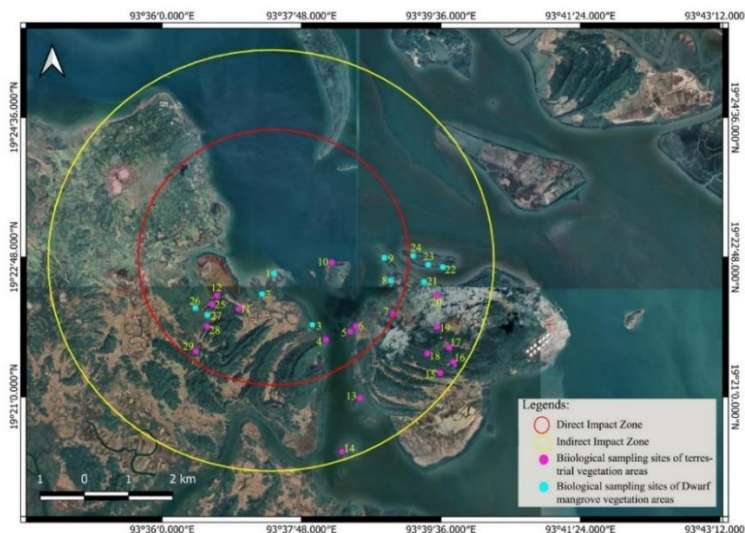 93°36'0.000"E 93°37'48.000"E 93°39'36.000"E 93°41'24.000"E 93°43'12.000"E
19°24'36.000"N 19°24'36.000"N
24
9 23
10 22
1 8 21
19°22'48.000"N 19°22'48.000"N
12 2 20
26 25 11
27 7
28 3 6 19
5
4 17
29 18 16
15
13
19°21'0.000"N 19°21'0.000"N
14
Legends:
Direct Impact Zone
Indirect Impact Zone
Biiological sampling sites of terres-
trial vegetation areas
Biological sampling sites of Dwarf
mangrove vegetation areas
1 0 1 2 km
93°36'0.000"E 93°37'48.000"E 93°39'36.000"E 93°41'24.000"E 93°43'12.000"E